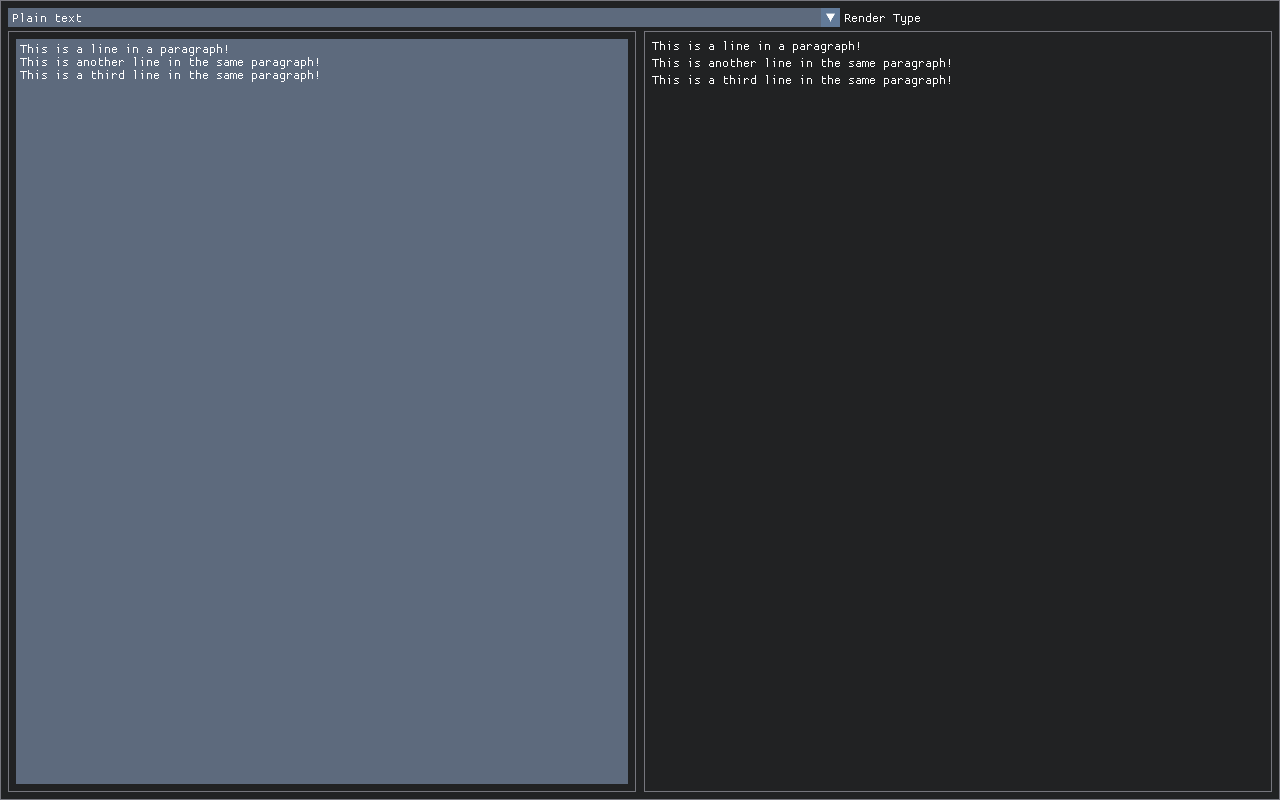 Plain text
Render Type
This is a line in a paragraph!
This is another line in the same paragraph!
This is a third line in the same paragraph!
This is a line in a paragraph!
This is another line in the same paragraph!
This is a third line in the same paragraph!